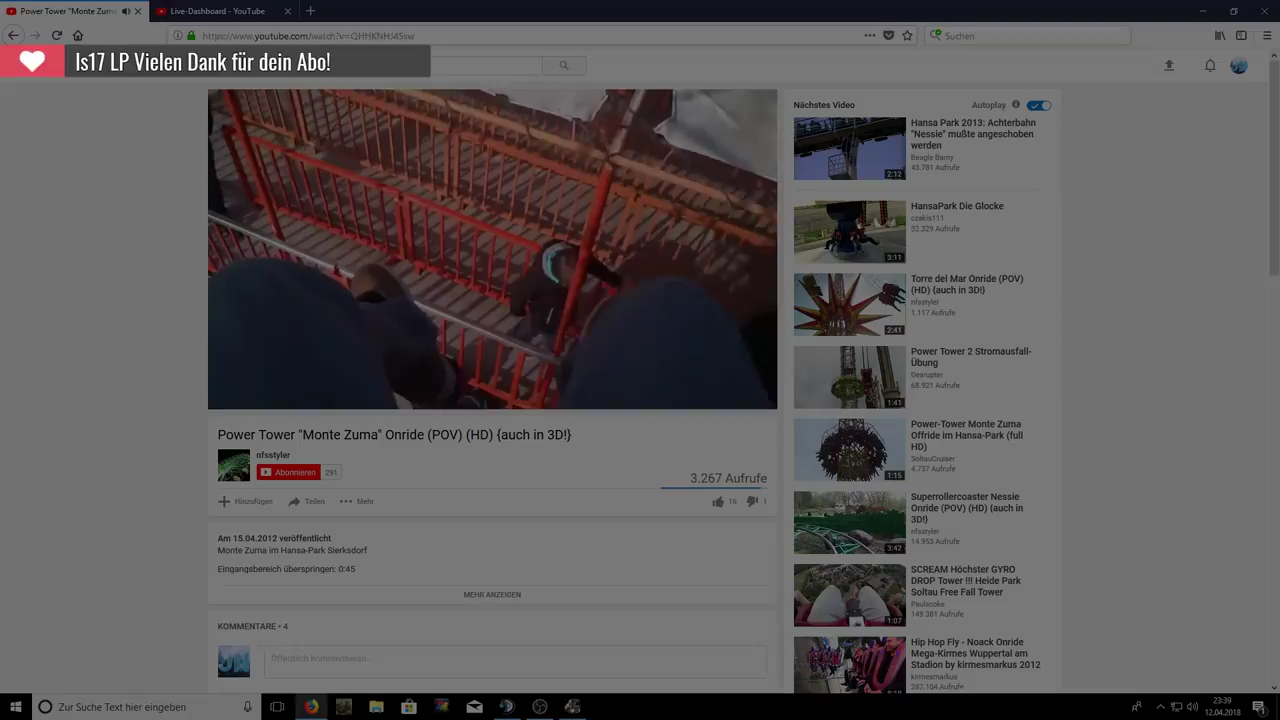 Power Tower "Monte Zuma"
Live-Dashboard - YouTube
https://www.youtube.com/watch?v=QHHKNHJ4Ssw
Suchen
Is17 LP Vielen Dank für dein Abo!
Nächstes Video
Autoplay
Hansa Park 2013: Achterbahn
"Nessie" mußte angeschoben
werden
Beagle Barny
43.781 Aufrufe
2:12
HansaPark Die Glocke
czakis111
32.229 Aufrufe
3:11
Torre del Mar Onride (POV)
(HD) {auch in 3D!}
nfsstyler
1.117 Aufrufe
2:41
Power Tower 2 Stromausfall-
Übung
Desrupter
68.921 Aufrufe
1:41
Power-Tower Monte Zuma
Offride im Hansa-Park (full
HD)
SoltauCruiser
4.757 Aufrufe
1:15
Superrollercoaster Nessie
Onride (POV) (HD) {auch in
3D!}
nfsstyler
14.953 Aufrufe
3:42
SCREAM Höchster GYRO
DROP Tower !!! Heide Park
Soltau Free Fall Tower
Paulscoke
149.381 Aufrufe
1:07
Hip Hop Fly - Noack Onride
Mega-Kirmes Wuppertal am
Stadion by kirmesmarkus 2012
kirmesmarkus
287.104 Aufrufe
Power Tower "Monte Zuma" Onride (POV) (HD) {auch in 3D!}
nfsstyler
Abonnieren 291
3.267 Aufrufe
Hinzufügen Teilen Mehr
16 1
Am 15.04.2012 veröffentlicht
Monte Zuma im Hansa-Park Sierksdorf
Eingangsbereich überspringen: 0:45
MEHR ANZEIGEN
KOMMENTARE • 4
Öffentlich kommentieren...
Zur Suche Text hier eingeben
23:39
12.04.2018